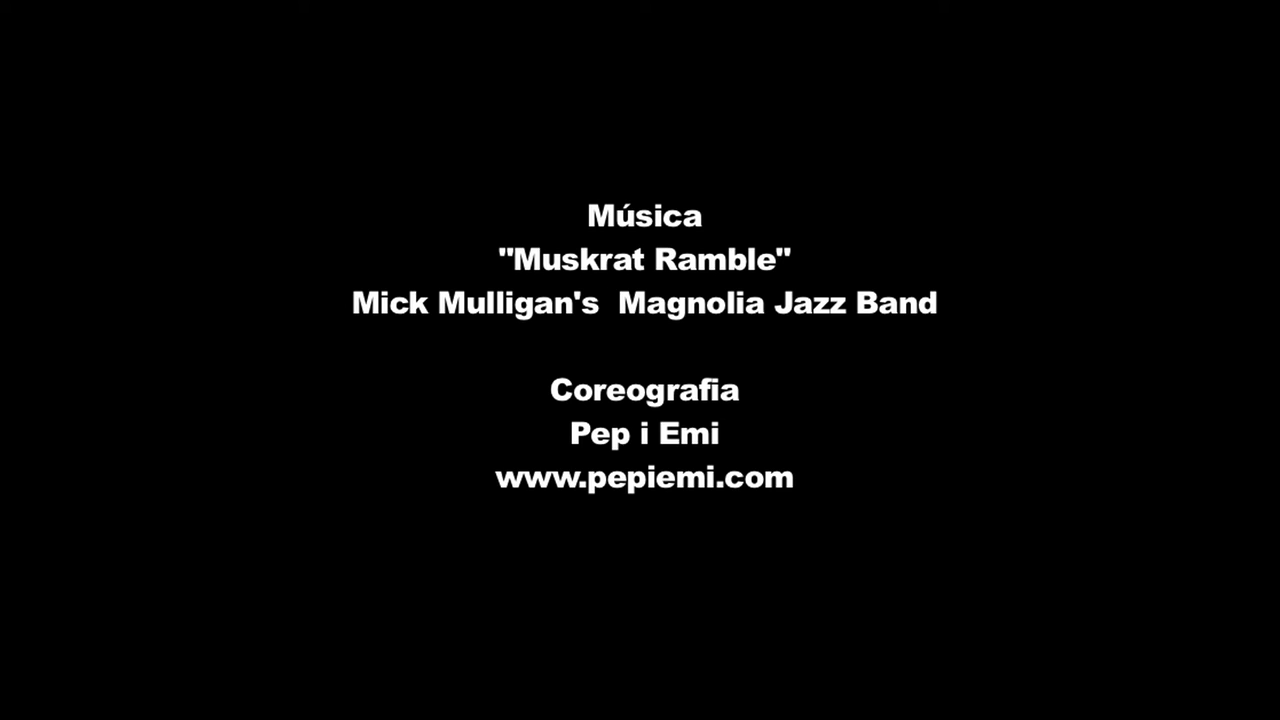 Música
"Muskrat Ramble"
Mick Mulligan's  Magnolia Jazz Band
Coreografia
Pep i Emi
www.pepiemi.com